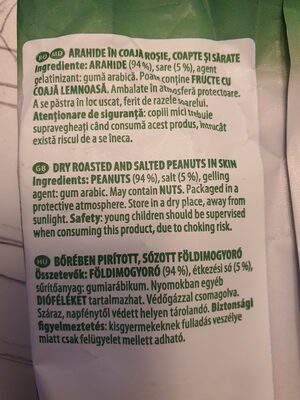 RO MD ARAHIDE ÎN COAJĂ ROȘIE, COAPTE ȘI SĂRATE
Ingrediente: ARAHIDE (94%), sare (5 %), agent
gelatinizant: gumă arabică. Poate conține FRUCTE CU
COAJĂ LEMNOASĂ. Ambalate în atmosferă protectoare.
A se păstra în loc uscat, ferit de razele soarelui.
Atenționare de siguranță: copiii mici trebuie
supravegheați când consumă acest produs, întrucât
există riscul de a se îneca.
GB DRY ROASTED AND SALTED PEANUTS IN SKIN
Ingredients: PEANUTS (94 %), salt (5 %), gelling
agent: gum arabic. May contain NUTS. Packaged in a
protective atmosphere. Store in a dry place, away from
sunlight. Safety: young children should be supervised
when consuming this product, due to choking risk.
HU BŐRÉBEN PIRÍTOTT, SÓZOTT FÖLDIMOGYORÓ
Összetevők: FÖLDIMOGYORÓ (94 %), étkezési só (5 %),
sűrítőanyag: gumiarábikum. Nyomokban egyéb
DIÓFÉLÉKET tartalmazhat. Védőgázzal csomagolva.
Száraz, napfénytől védett helyen tárolandó. Biztonsági
figyelmeztetés: kisgyermekeknek fulladás veszélye
miatt csak felügyelet mellett adható.